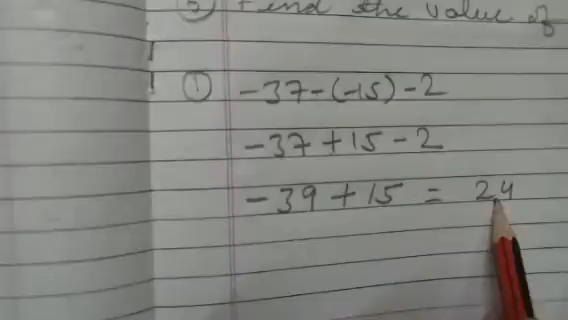 5) Find the value of
① -37-(-15)-2
-37+15-2
-39+15 = 24